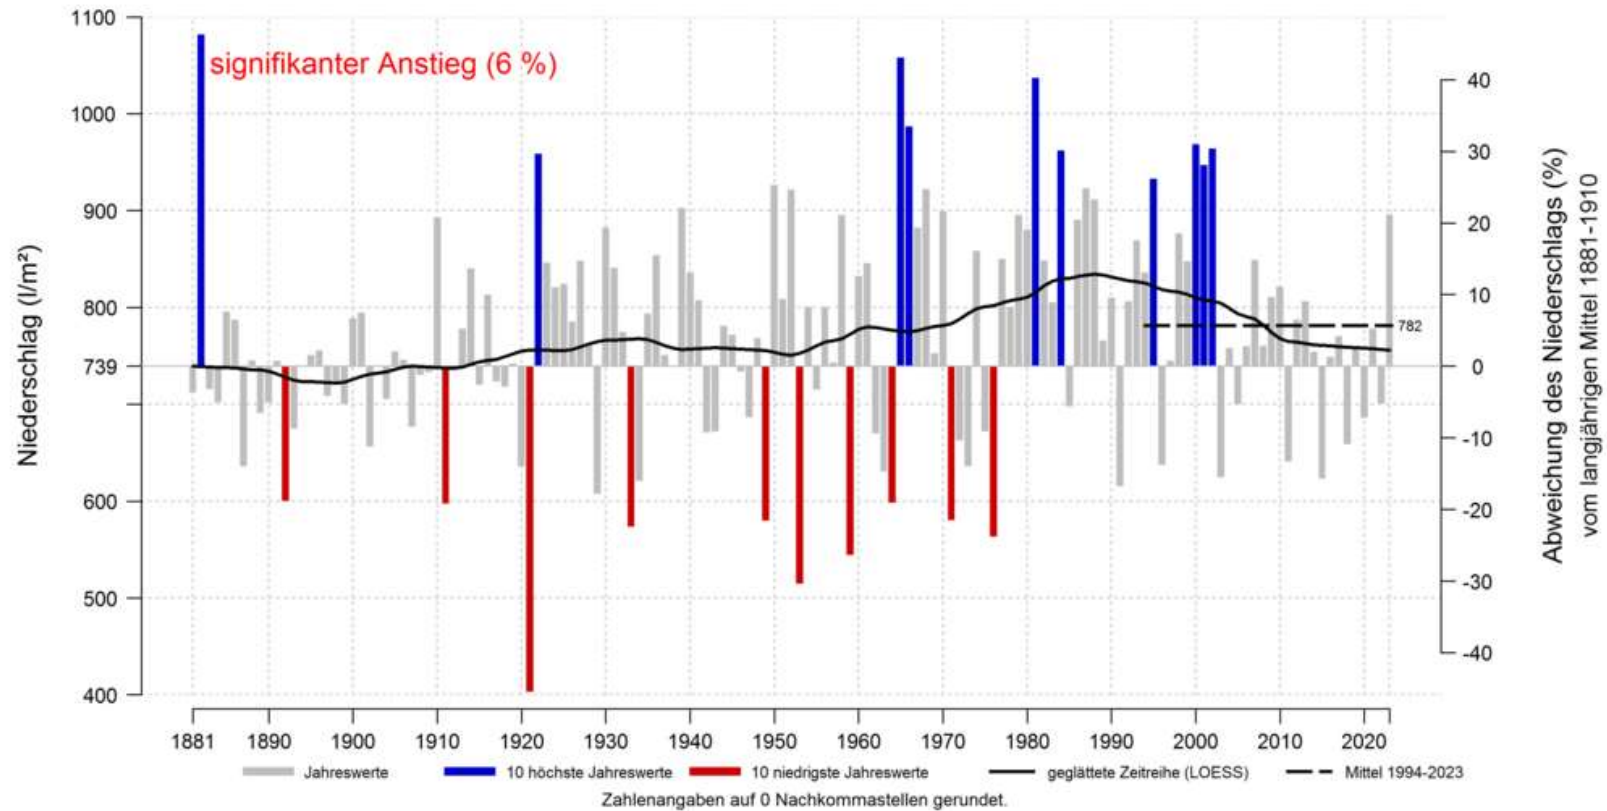 signifikanter Anstieg (6 %)
Niederschlag (l/m²)
1100
1000
900
800
739
600
500
400
40
30
20
10
0
-10
-20
-30
-40
Abweichung des Niederschlags (%)
vom langjährigen Mittel 1881-1910
782
1881 1890 1900 1910 1920 1930 1940 1950 1960 1970 1980 1990 2000 2010 2020
Jahreswerte 10 höchste Jahreswerte 10 niedrigste Jahreswerte geglättete Zeitreihe (LOESS) Mittel 1994-2023
Zahlenangaben auf 0 Nachkommastellen gerundet.